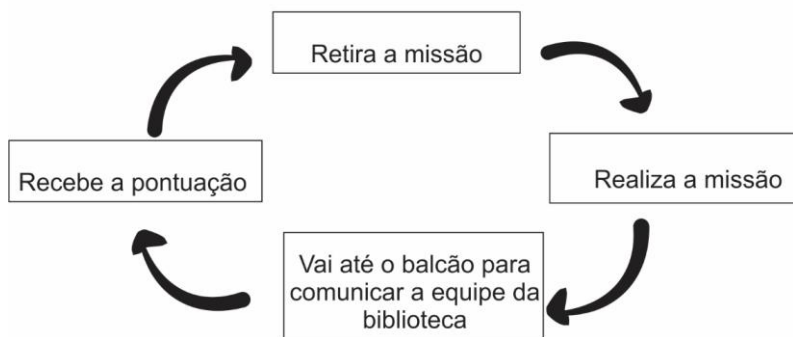 Retira a missão
Realiza a missão
Vai até o balcão para
comunicar a equipe da
biblioteca
Recebe a pontuação